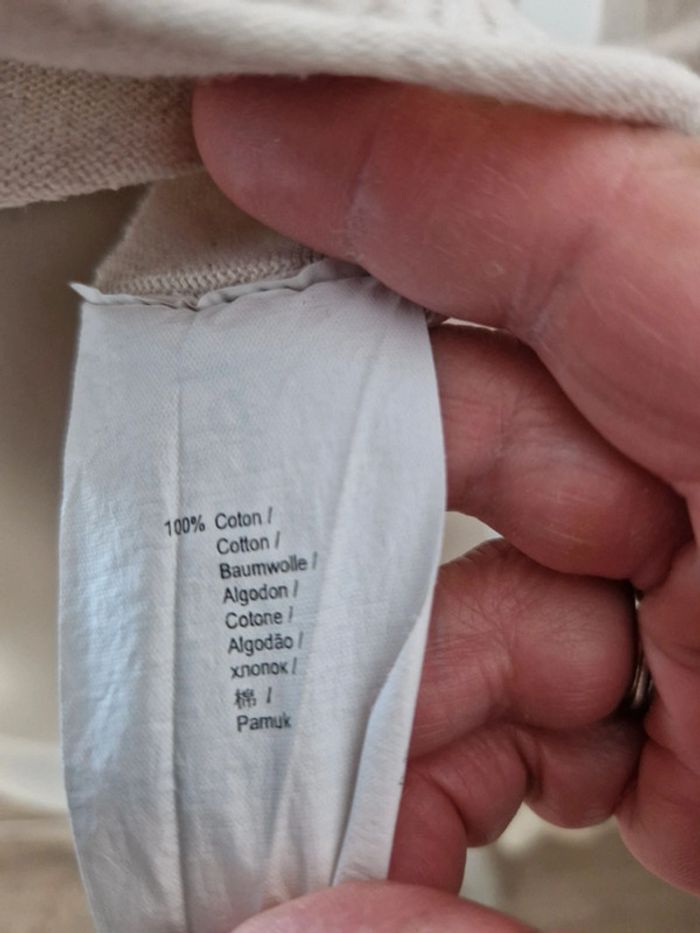 100% Coton /
Cotton /
Baumwolle /
Algodon /
Cotone /
Algodão /
хлопок /
棉 /
Pamuk